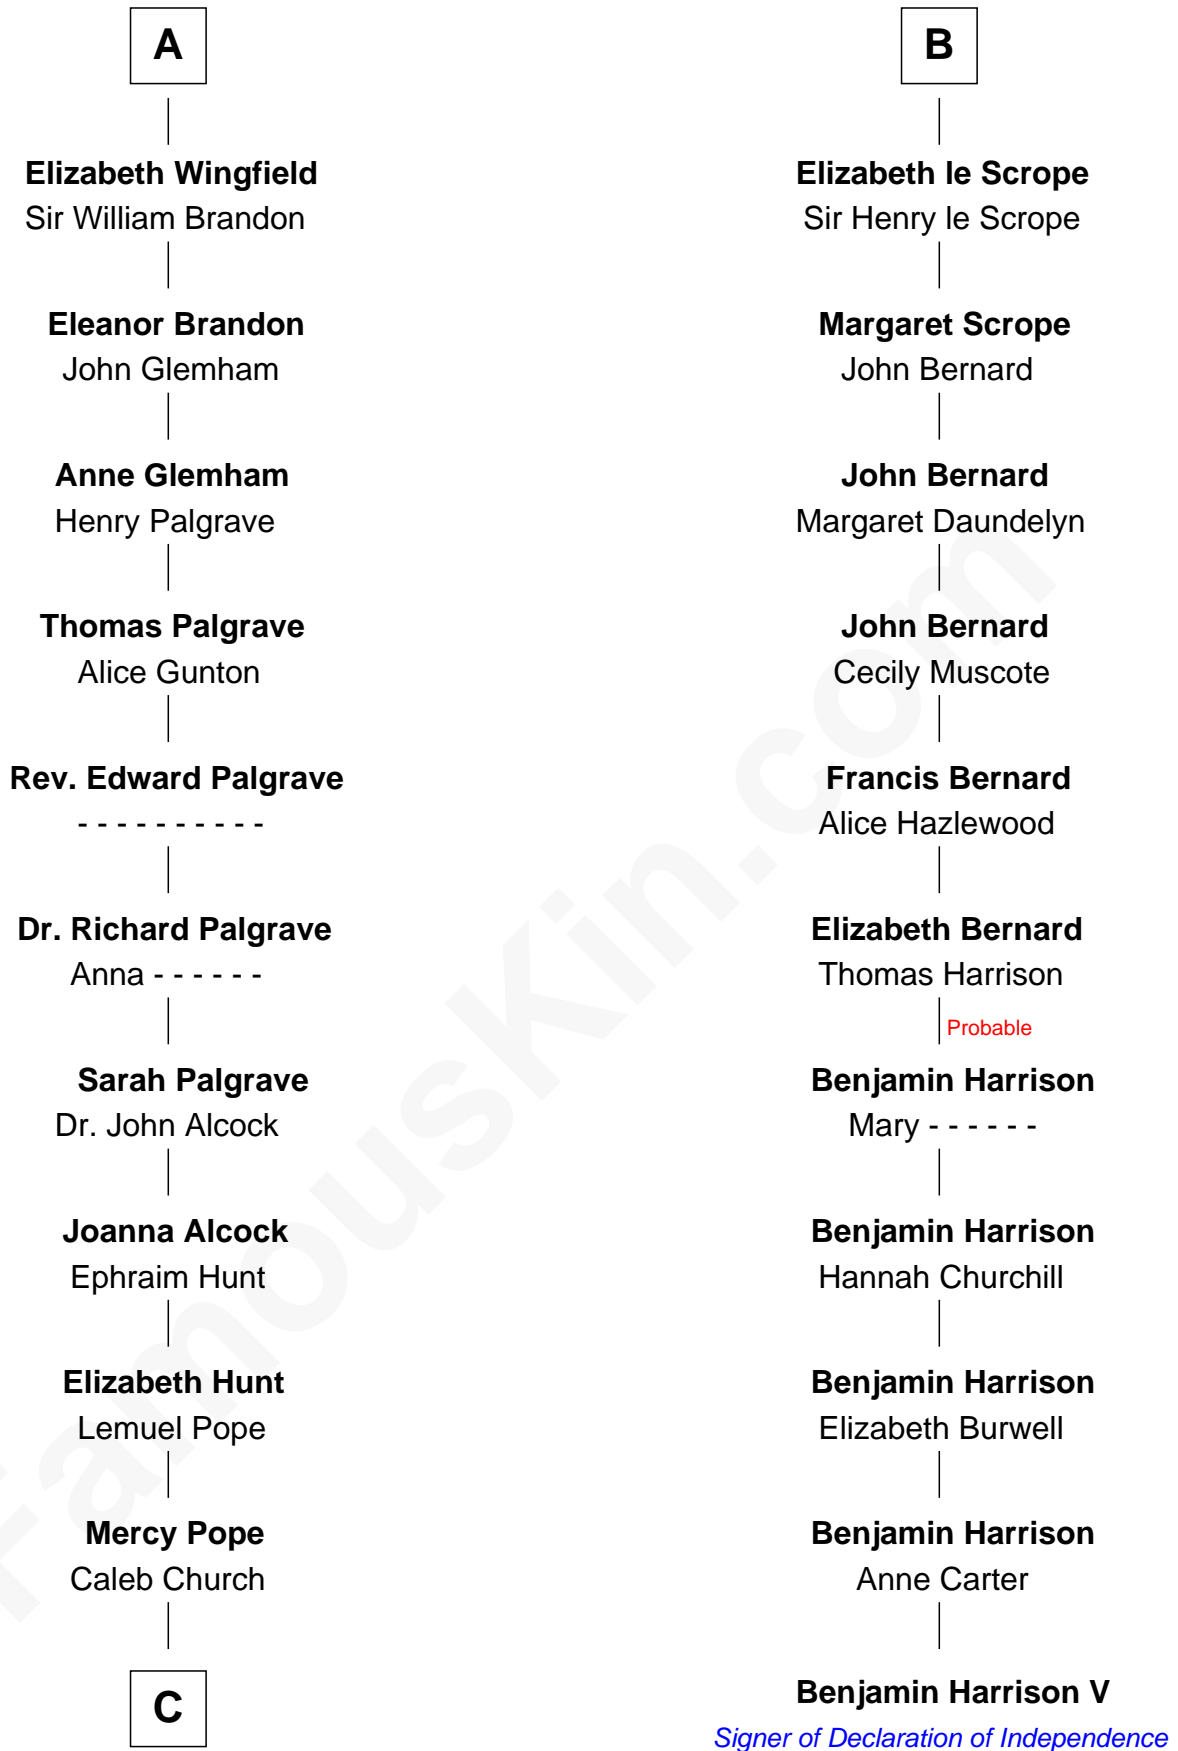 A
Elizabeth Wingfield
Sir William Brandon
Eleanor Brandon
John Glemham
Anne Glemham
Henry Palgrave
Thomas Palgrave
Alice Gunton
Rev. Edward Palgrave
- - - - - - - - - -
Dr. Richard Palgrave
Anna - - - - - -
Sarah Palgrave
Dr. John Alcock
Joanna Alcock
Ephraim Hunt
Elizabeth Hunt
Lemuel Pope
Mercy Pope
Caleb Church
C
B
Elizabeth le Scrope
Sir Henry le Scrope
Margaret Scrope
John Bernard
John Bernard
Margaret Daundelyn
John Bernard
Cecily Muscote
Francis Bernard
Alice Hazlewood
Elizabeth Bernard
Thomas Harrison
Probable
Benjamin Harrison
Mary - - - - - -
Benjamin Harrison
Hannah Churchill
Benjamin Harrison
Elizabeth Burwell
Benjamin Harrison
Anne Carter
Benjamin Harrison V
Signer of Declaration of Independence
FamousKin.com